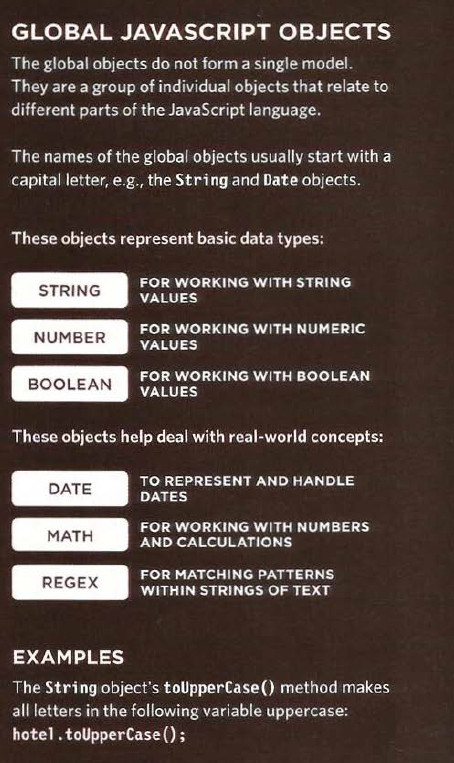 GLOBAL JAVASCRIPT OBJECTS
The global objects do not form a single model.
They are a group of individual objects that relate to
different parts of the JavaScript language.
The names of the global objects usually start with a
capital letter, e.g., the String and Date objects.
These objects represent basic data types:
STRING
FOR WORKING WITH STRING
VALUES
NUMBER
FOR WORKING WITH NUMERIC
VALUES
BOOLEAN
FOR WORKING WITH BOOLEAN
VALUES
These objects help deal with real-world concepts:
DATE
TO REPRESENT AND HANDLE
DATES
MATH
FOR WORKING WITH NUMBERS
AND CALCULATIONS
REGEX
FOR MATCHING PATTERNS
WITHIN STRINGS OF TEXT
EXAMPLES
The String object's toUpperCase() method makes
all letters in the following variable uppercase:
hotel.toUpperCase();